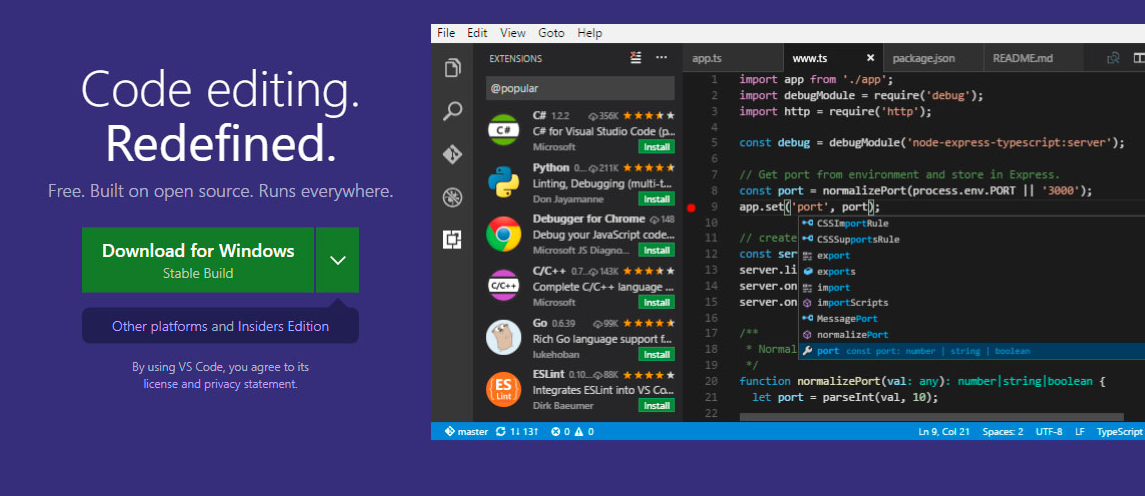 Code editing.
Redefined.
Free. Built on open source. Runs everywhere.
Download for Windows
Stable Build
Other platforms and Insiders Edition
By using VS Code, you agree to its
license and privacy statement.
File Edit View Goto Help
EXTENSIONS
@popular
C# 1.2.2 356K
C# for Visual Studio Code (p...
Microsoft Install
Python 0.... 211K
Linting, Debugging (multi-t...
Don Jayamanne Install
Debugger for Chrome 148
Debug your JavaScript code...
Microsoft JS Diagno... Install
C/C++ 0.7... 143K
Complete C/C++ language ...
Microsoft Install
Go 0.6.39 99K
Rich Go language support f...
lukehoban Install
ESLint 0.10... 88K
Integrates ESLint into VS Co...
Dirk Baeumer Install
C#
C/C++
ES
Lint
app.ts www.ts package.json README.md
1 import app from './app';
2 import debugModule = require('debug');
3 import http = require('http');
4
5 const debug = debugModule('node-express-typescript:server');
6
7 // Get port from environment and store in Express.
8 const port = normalizePort(process.env.PORT || '3000');
9 app.set('port', port);
10
11 // create
12 const ser
13 server.li
14 server.on
15 server.on
16
17 /**
18 * Normal
19 */
20 function normalizePort(val: any): number|string|boolean {
21 let port = parseInt(val, 10);
22
CSSImportRule
CSSSupportsRule
export
exports
import
importScripts
MessagePort
normalizePort
port const port: number | string | boolean
master 1↓ 13↑ 0 0
Ln 9, Col 21 Spaces: 2 UTF-8 LF TypeScript